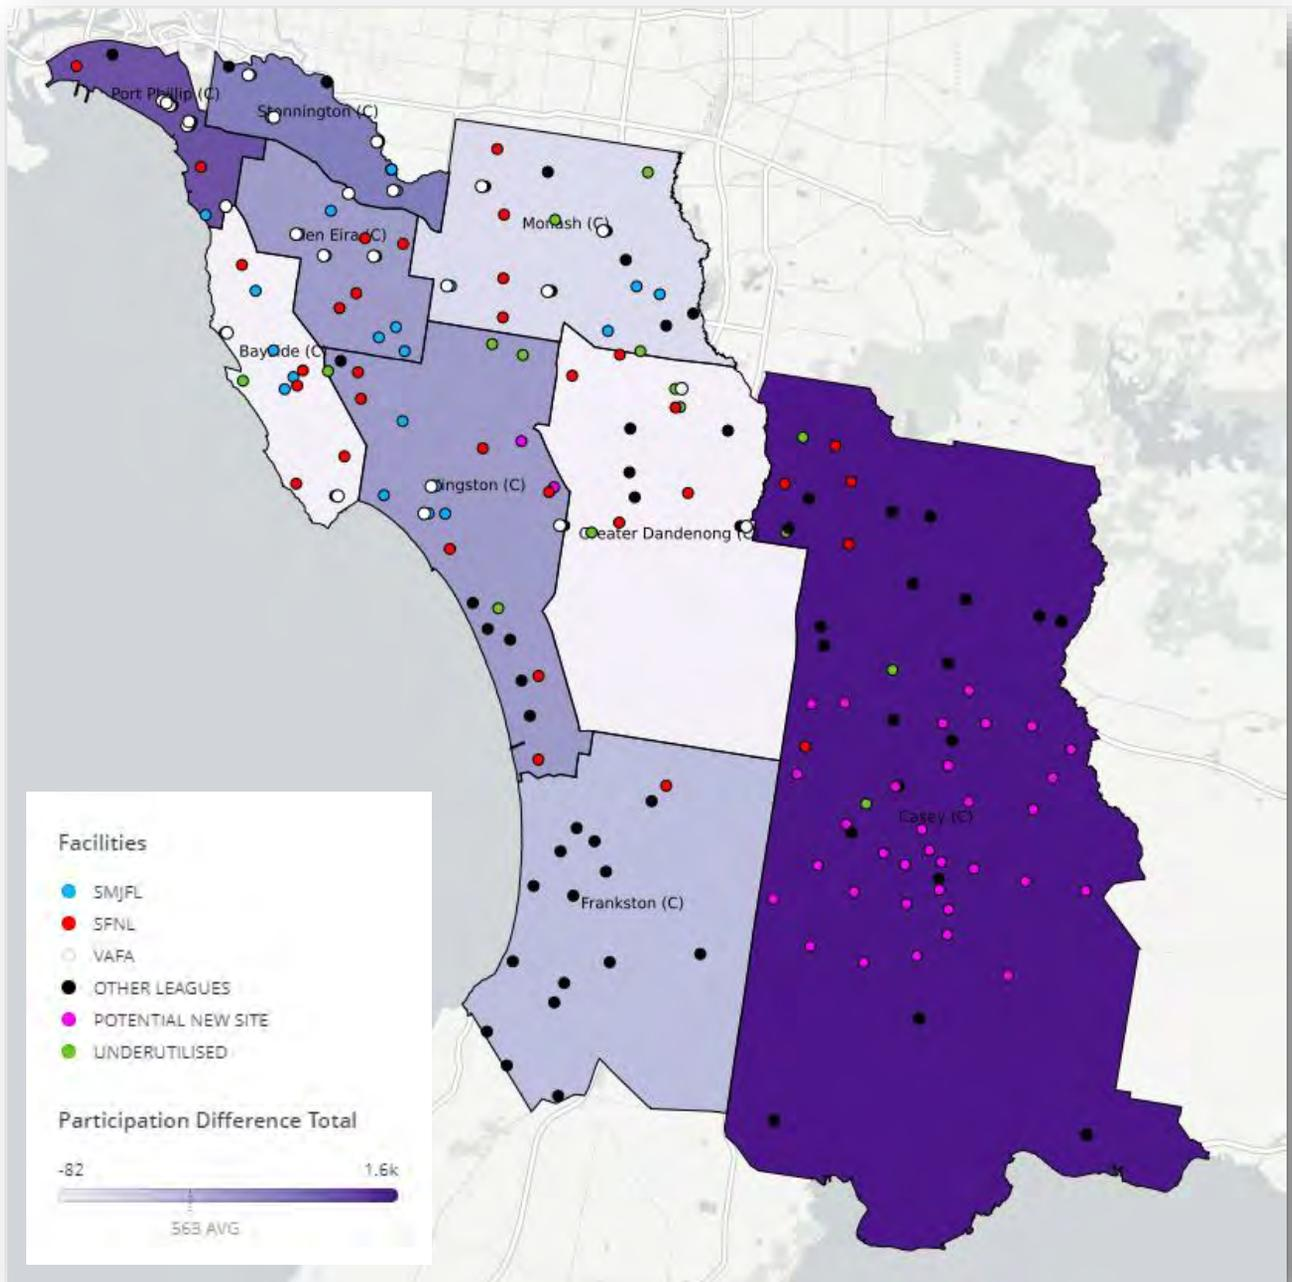 Port Phillip (C)
Stonnington (C)
Monash (C)
Glen Eira (C)
Bayside (C)
Kingston (C)
Greater Dandenong (C
Casey (C)
Frankston (C)
Facilities
SMJFL
SFNL
VAFA
OTHER LEAGUES
POTENTIAL NEW SITE
UNDERUTILISED
Participation Difference Total
-82 1.6k
563 AVG